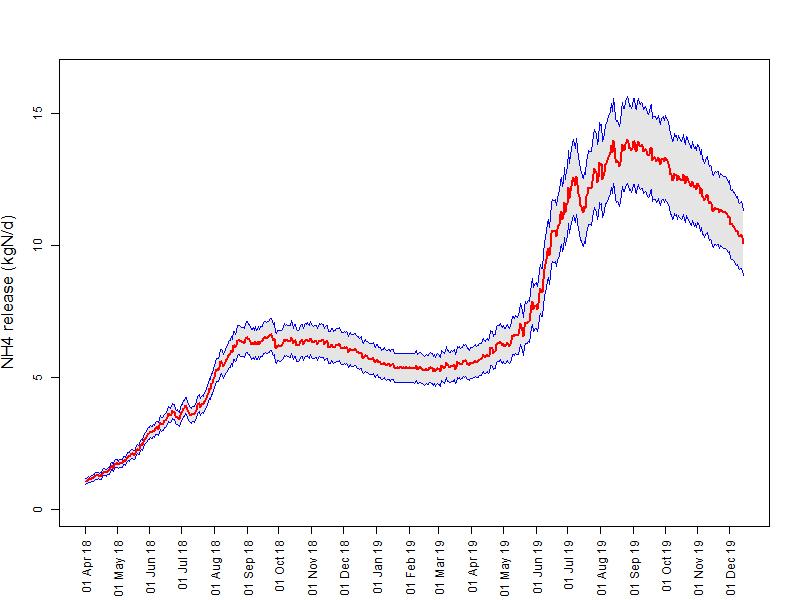 NH4 release (kgN/d)
15
10
5
0
01 Apr 18
01 May 18
01 Jun 18
01 Jul 18
01 Aug 18
01 Sep 18
01 Oct 18
01 Nov 18
01 Dec 18
01 Jan 19
01 Feb 19
01 Mar 19
01 Apr 19
01 May 19
01 Jun 19
01 Jul 19
01 Aug 19
01 Sep 19
01 Oct 19
01 Nov 19
01 Dec 19